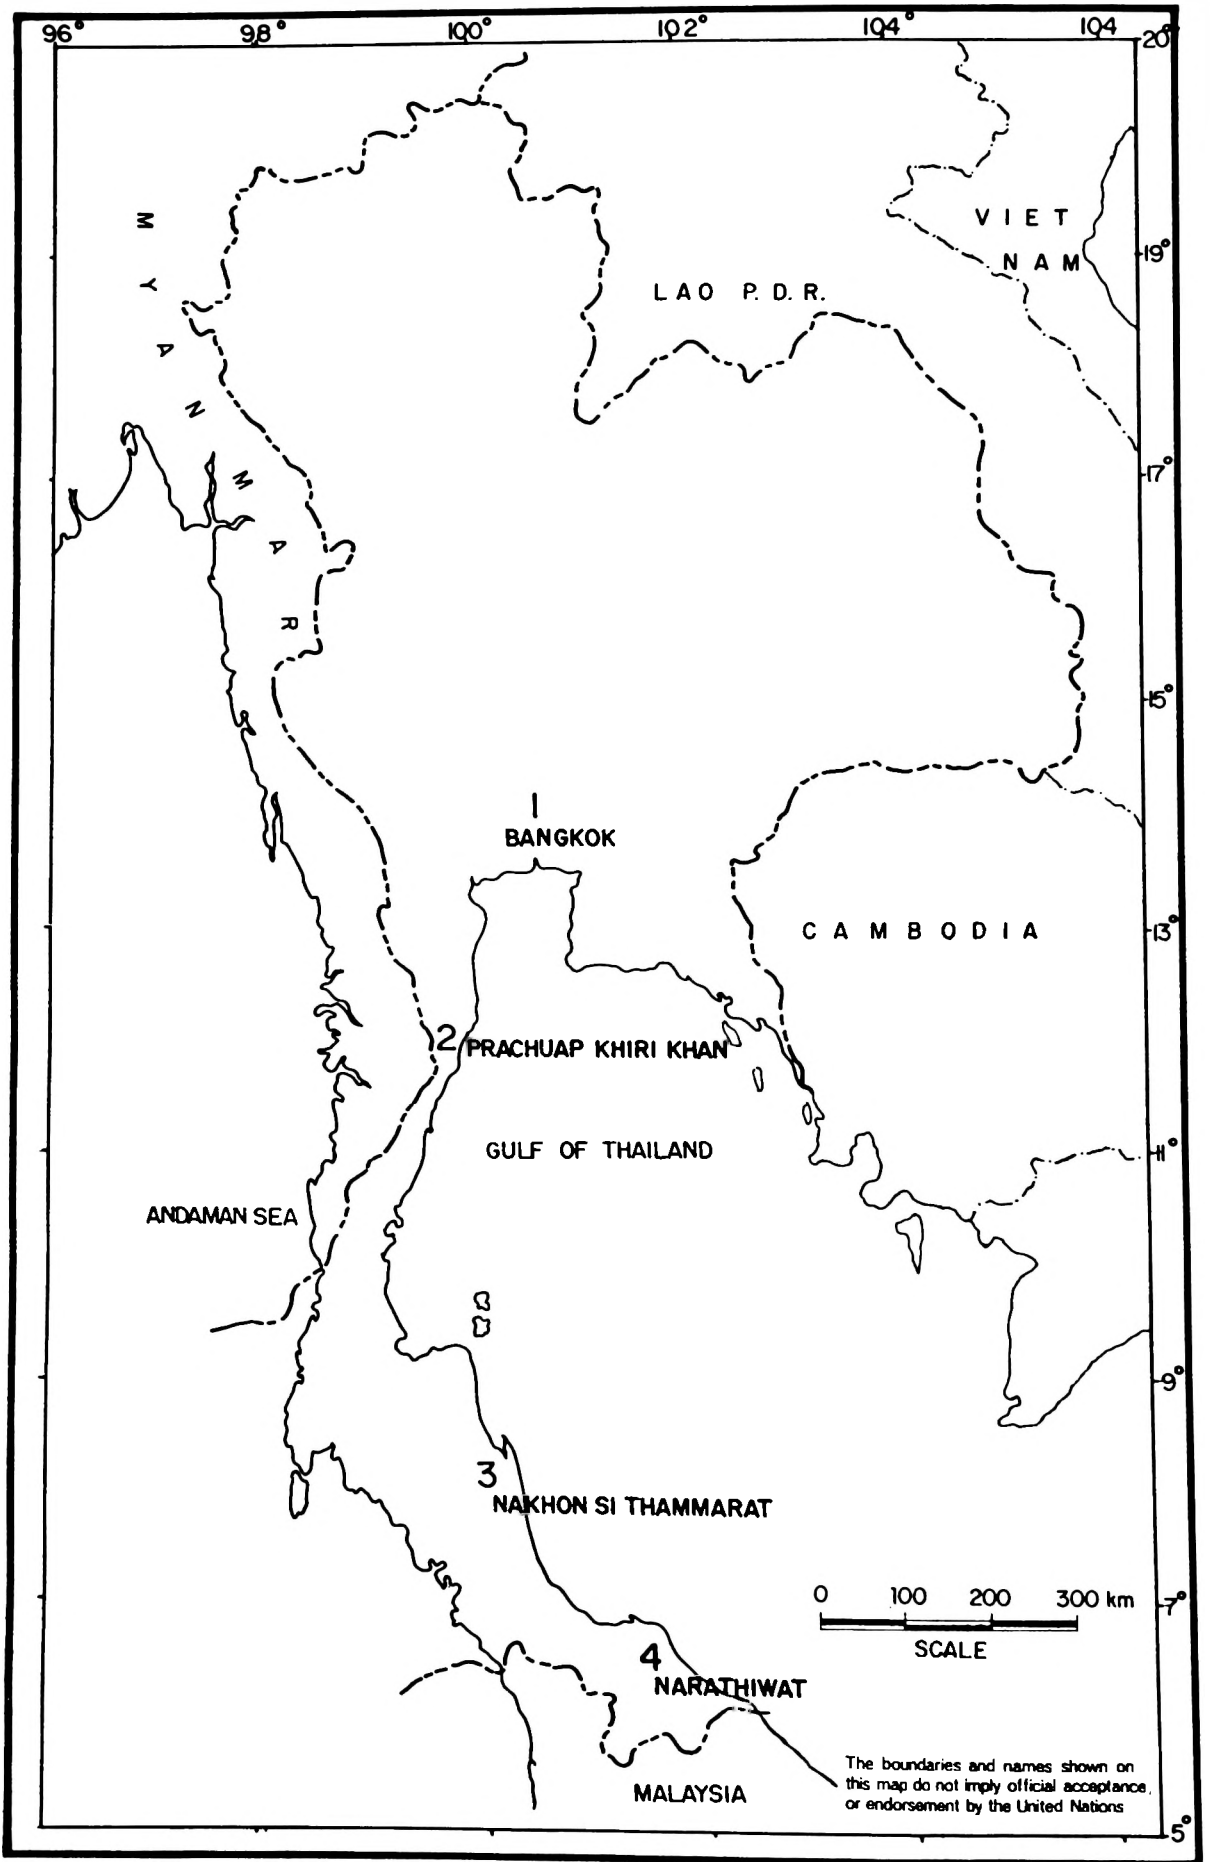 96° 98° 100° 102° 104° 104
20°
VIET
NAM
19°
MYANMAR
LAO P.D.R.
17°
15°
1
BANGKOK
CAMBODIA
13°
2
PRACHUAP KHIRI KHAN
GULF OF THAILAND
11°
ANDAMAN SEA
9°
3
NAKHON SI THAMMARAT
0 100 200 300 km
7°
SCALE
4
NARATHIWAT
The boundaries and names shown on
this map do not imply official acceptance
or endorsement by the United Nations
MALAYSIA
5°